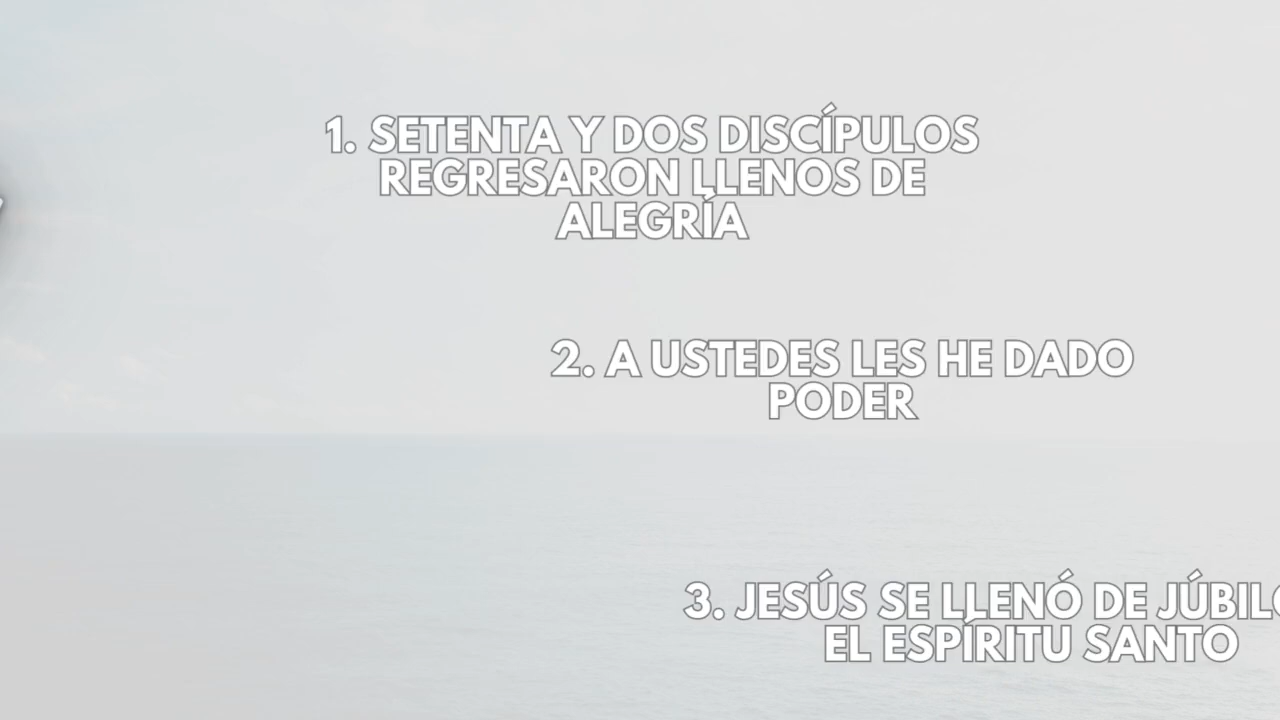 1. SETENTA Y DOS DISCÍPULOS
REGRESARON LLENOS DE
ALEGRÍA
2. A USTEDES LES HE DADO
PODER
3. JESÚS SE LLENÓ DE
EL ESPÍRITU SANTO